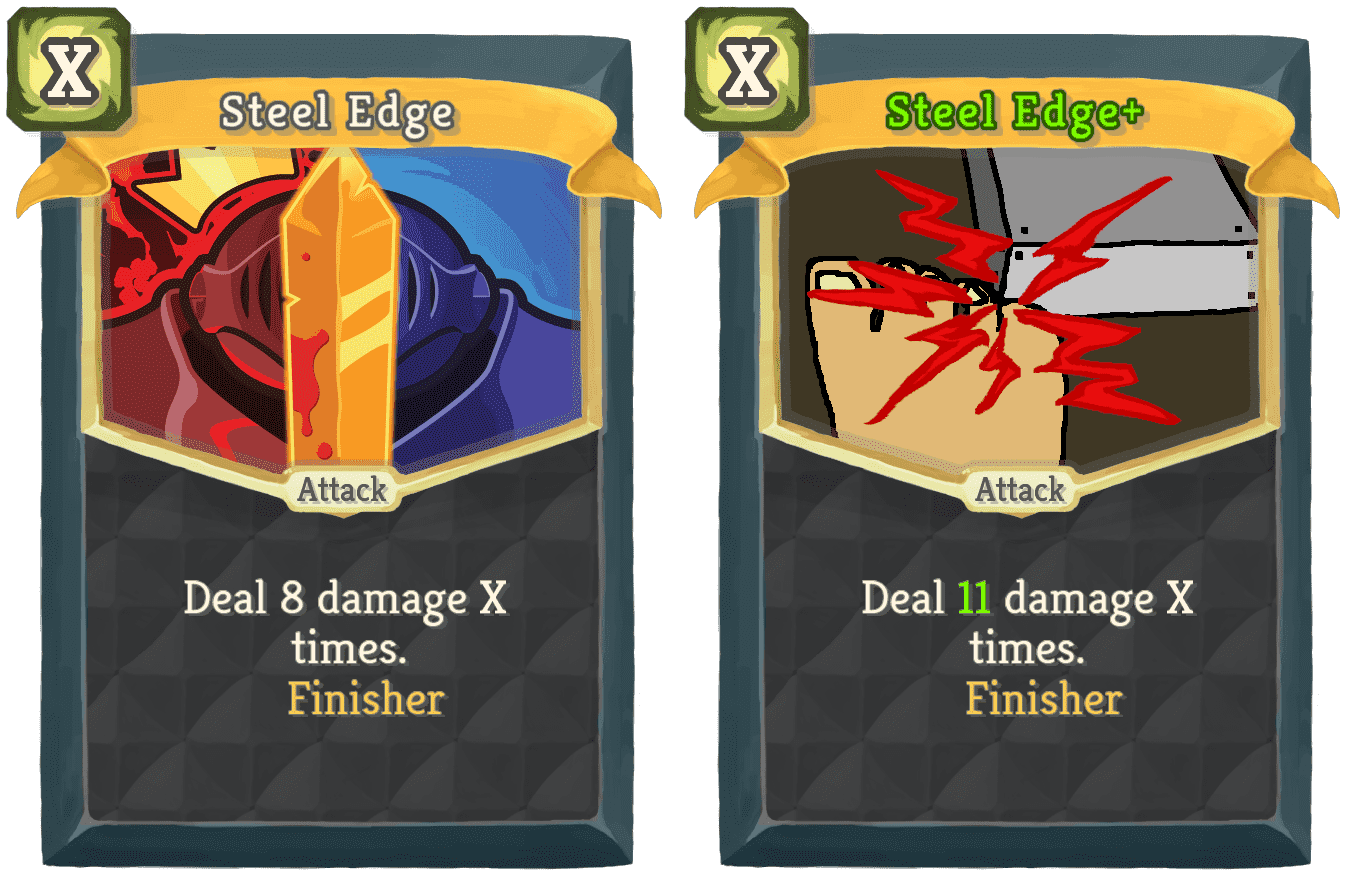 X
Steel Edge
Attack
Deal 8 damage X
times.
Finisher
X
Steel Edge+
Attack
Deal 11 damage X
times.
Finisher